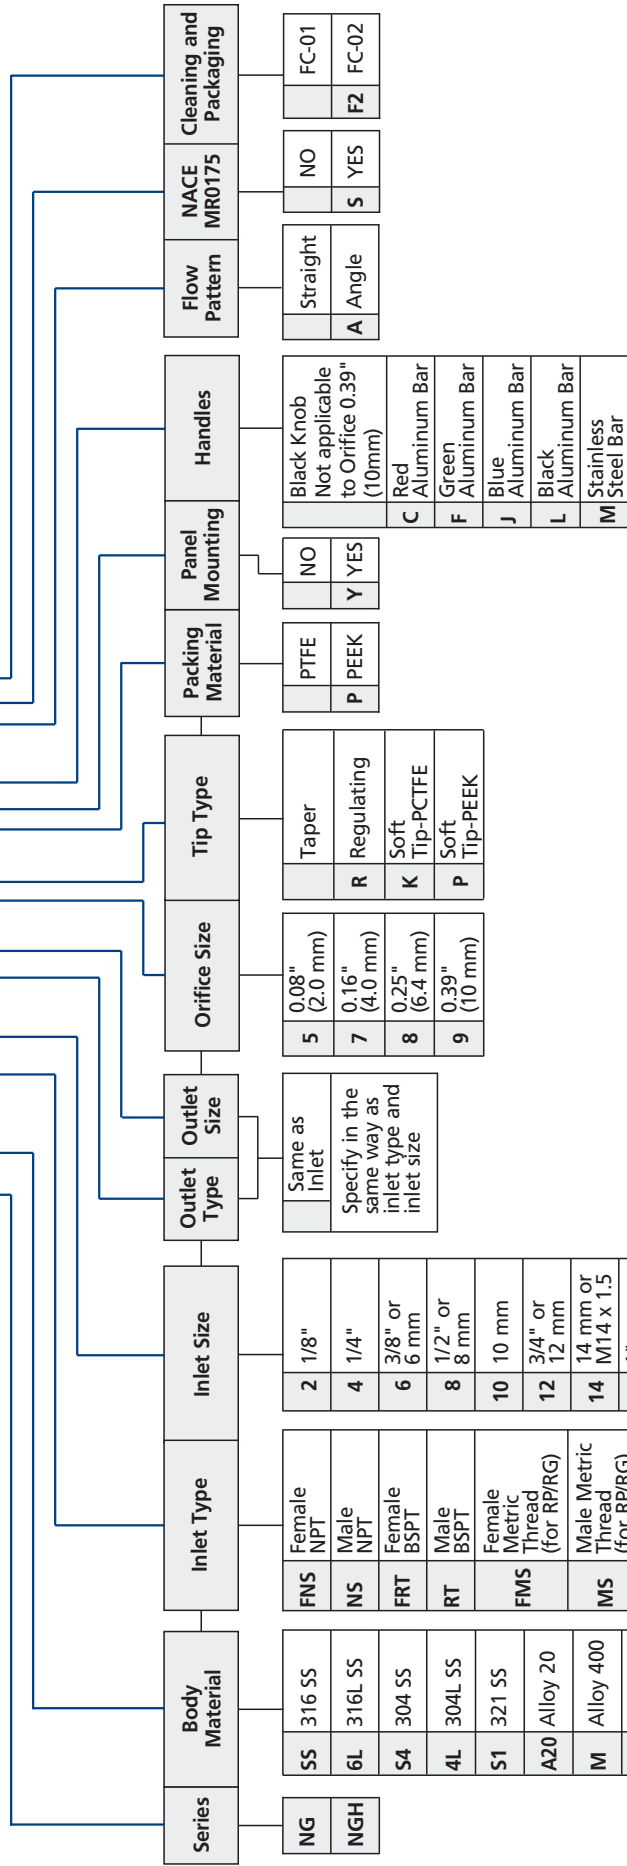 Series
Body
Material
Inlet Type
Inlet Size
Outlet
Type
Outlet
Size
Orifice Size
Tip Type
Packing
Material
Panel
Mounting
Handles
Flow
Pattern
NACE
MR0175
Cleaning and
Packaging
NG
NGH
SS 316 SS
6L 316L SS
S4 304 SS
4L 304L SS
S1 321 SS
A20 Alloy 20
M Alloy 400
FNS Female
NPT
NS Male
NPT
FRT Female
BSPT
RT Male
BSPT
FMS Female
Metric
Thread
(for RP/RG)
MS Male Metric
Thread
(for RP/RG)
2 1/8"
4 1/4"
6 3/8" or
6 mm
8 1/2" or
8 mm
10 10 mm
12 3/4" or
12 mm
14 14 mm or
M14 x 1.5
Same as
Inlet
Specify in the
same way as
inlet type and
inlet size
5 0.08"
(2.0 mm)
7 0.16"
(4.0 mm)
8 0.25"
(6.4 mm)
9 0.39"
(10 mm)
Taper
R Regulating
K Soft
Tip-PCTFE
P Soft
Tip-PEEK
PTFE
P PEEK
NO
Y YES
Black Knob
Not applicable
to Orifice 0.39"
(10mm)
C Red
Aluminum Bar
F Green
Aluminum Bar
J Blue
Aluminum Bar
L Black
Aluminum Bar
M Stainless
Steel Bar
Straight
A Angle
NO
S YES
FC-01
F2 FC-02